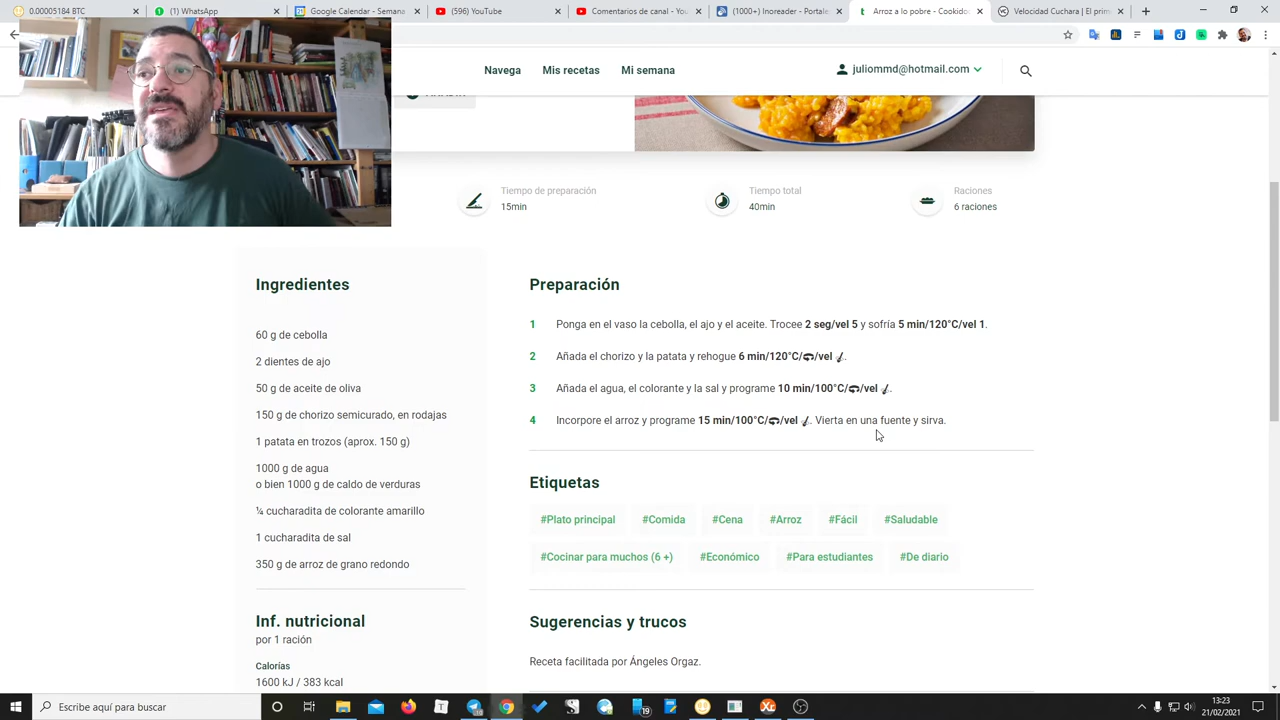 0.00005184 BTC
(1) WhatsApp
Google Calendar - Semana
(596) YouTube
Contenido de canal - You
(1000+) Inoreader - Portale
Arroz a lo pobre - Cookido
Velocidad Cuchara | El prim
Navega
Mis recetas
Mi semana
juliommd@hotmail.com
Tiempo de preparación
15min
Tiempo total
40min
Raciones
6 raciones
Ingredientes
60 g de cebolla
2 dientes de ajo
50 g de aceite de oliva
150 g de chorizo semicurado, en rodajas
1 patata en trozos (aprox. 150 g)
1000 g de agua
o bien 1000 g de caldo de verduras
¼ cucharadita de colorante amarillo
1 cucharadita de sal
350 g de arroz de grano redondo
Inf. nutricional
por 1 ración
Calorías
1600 kJ / 383 kcal
Preparación
1 Ponga en el vaso la cebolla, el ajo y el aceite. Trocee 2 seg/vel 5 y sofría 5 min/120°C/vel 1.
2 Añada el chorizo y la patata y rehogue 6 min/120°C/ /vel .
3 Añada el agua, el colorante y la sal y programe 10 min/100°C/ /vel .
4 Incorpore el arroz y programe 15 min/100°C/ /vel . Vierta en una fuente y sirva.
Etiquetas
#Plato principal #Comida #Cena #Arroz #Fácil #Saludable
#Cocinar para muchos (6 +) #Económico #Para estudiantes #De diario
Sugerencias y trucos
Receta facilitada por Ángeles Orgaz.
Escribe aquí para buscar
19
13:23
21/02/2021